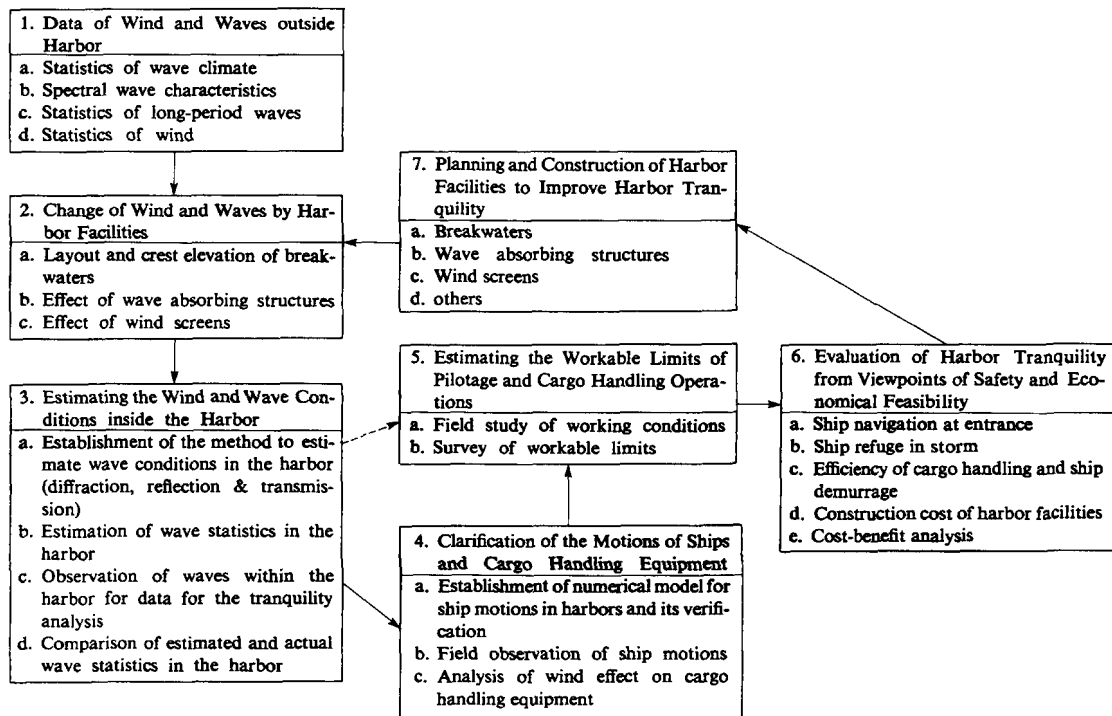 1. Data of Wind and Waves outside
Harbor
a. Statistics of wave climate
b. Spectral wave characteristics
c. Statistics of long-period waves
d. Statistics of wind
2. Change of Wind and Waves by Har-
bor Facilities
a. Layout and crest elevation of break-
waters
b. Effect of wave absorbing structures
c. Effect of wind screens
3. Estimating the Wind and Wave Con-
ditions inside the Harbor
a. Establishment of the method to esti-
mate wave conditions in the harbor
(diffraction, reflection & transmis-
sion)
b. Estimation of wave statistics in the
harbor
c. Observation of waves within the
harbor for data for the tranquility
analysis
d. Comparison of estimated and actual
wave statistics in the harbor
4. Clarification of the Motions of Ships
and Cargo Handling Equipment
a. Establishment of numerical model for
ship motions in harbors and its verifi-
cation
b. Field observation of ship motions
c. Analysis of wind effect on cargo
handling equipment
5. Estimating the Workable Limits of
Pilotage and Cargo Handling Opera-
tions
a. Field study of working conditions
b. Survey of workable limits
6. Evaluation of Harbor Tranquility
from Viewpoints of Safety and Eco-
nomical Feasibility
a. Ship navigation at entrance
b. Ship refuge in storm
c. Efficiency of cargo handling and ship
demurrage
d. Construction cost of harbor facilities
e. Cost-benefit analysis
7. Planning and Construction of Harbor
Facilities to Improve Harbor Tran-
quility
a. Breakwaters
b. Wave absorbing structures
c. Wind screens
d. others